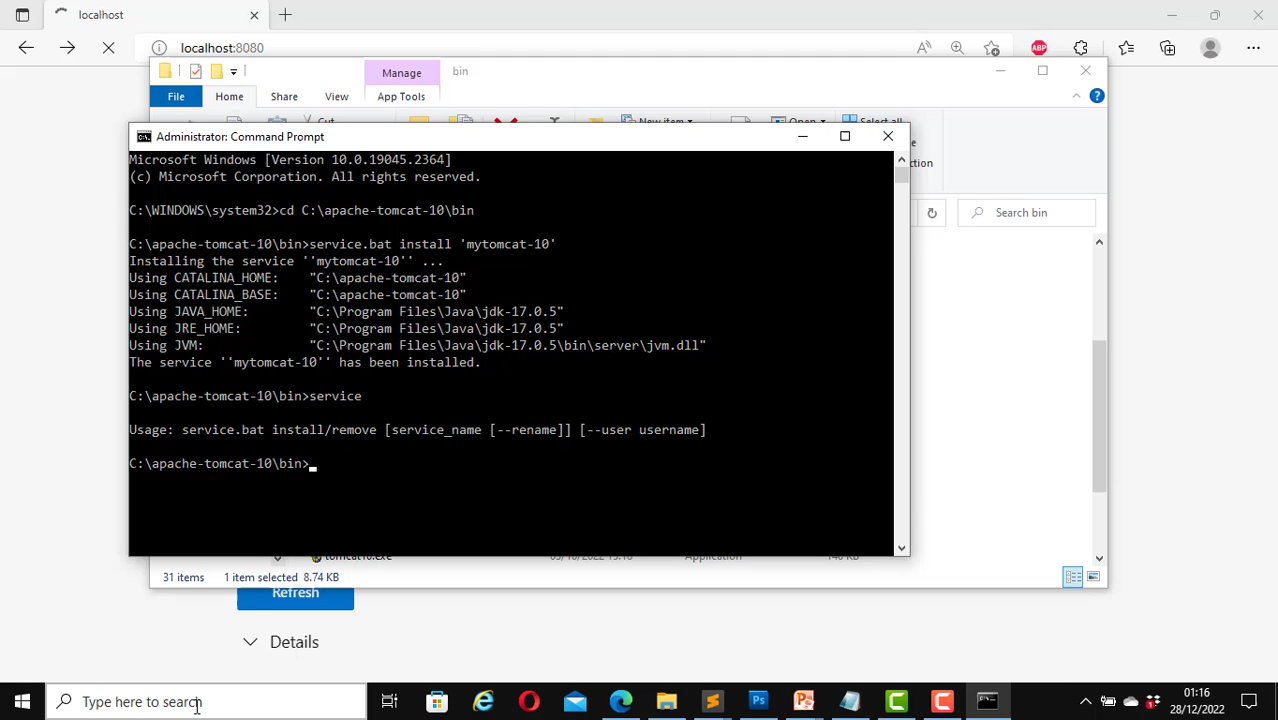 localhost
localhost:8080
Manage
bin
File
Home
Share
View
App Tools
Cut
New item
Open
Select all
Administrator: Command Prompt
Search bin
Microsoft Windows [Version 10.0.19045.2364]
(c) Microsoft Corporation. All rights reserved.
C:\WINDOWS\system32>cd C:\apache-tomcat-10\bin
C:\apache-tomcat-10\bin>service.bat install 'mytomcat-10'
Installing the service ''mytomcat-10'' ...
Using CATALINA_HOME:    "C:\apache-tomcat-10"
Using CATALINA_BASE:    "C:\apache-tomcat-10"
Using JAVA_HOME:        "C:\Program Files\Java\jdk-17.0.5"
Using JRE_HOME:         "C:\Program Files\Java\jdk-17.0.5"
Using JVM:              "C:\Program Files\Java\jdk-17.0.5\bin\server\jvm.dll"
The service ''mytomcat-10'' has been installed.
C:\apache-tomcat-10\bin>service
Usage: service.bat install/remove [service_name [--rename]] [--user username]
C:\apache-tomcat-10\bin>
31 items
1 item selected 8.74 KB
Refresh
Details
Type here to search
01:16
28/12/2022